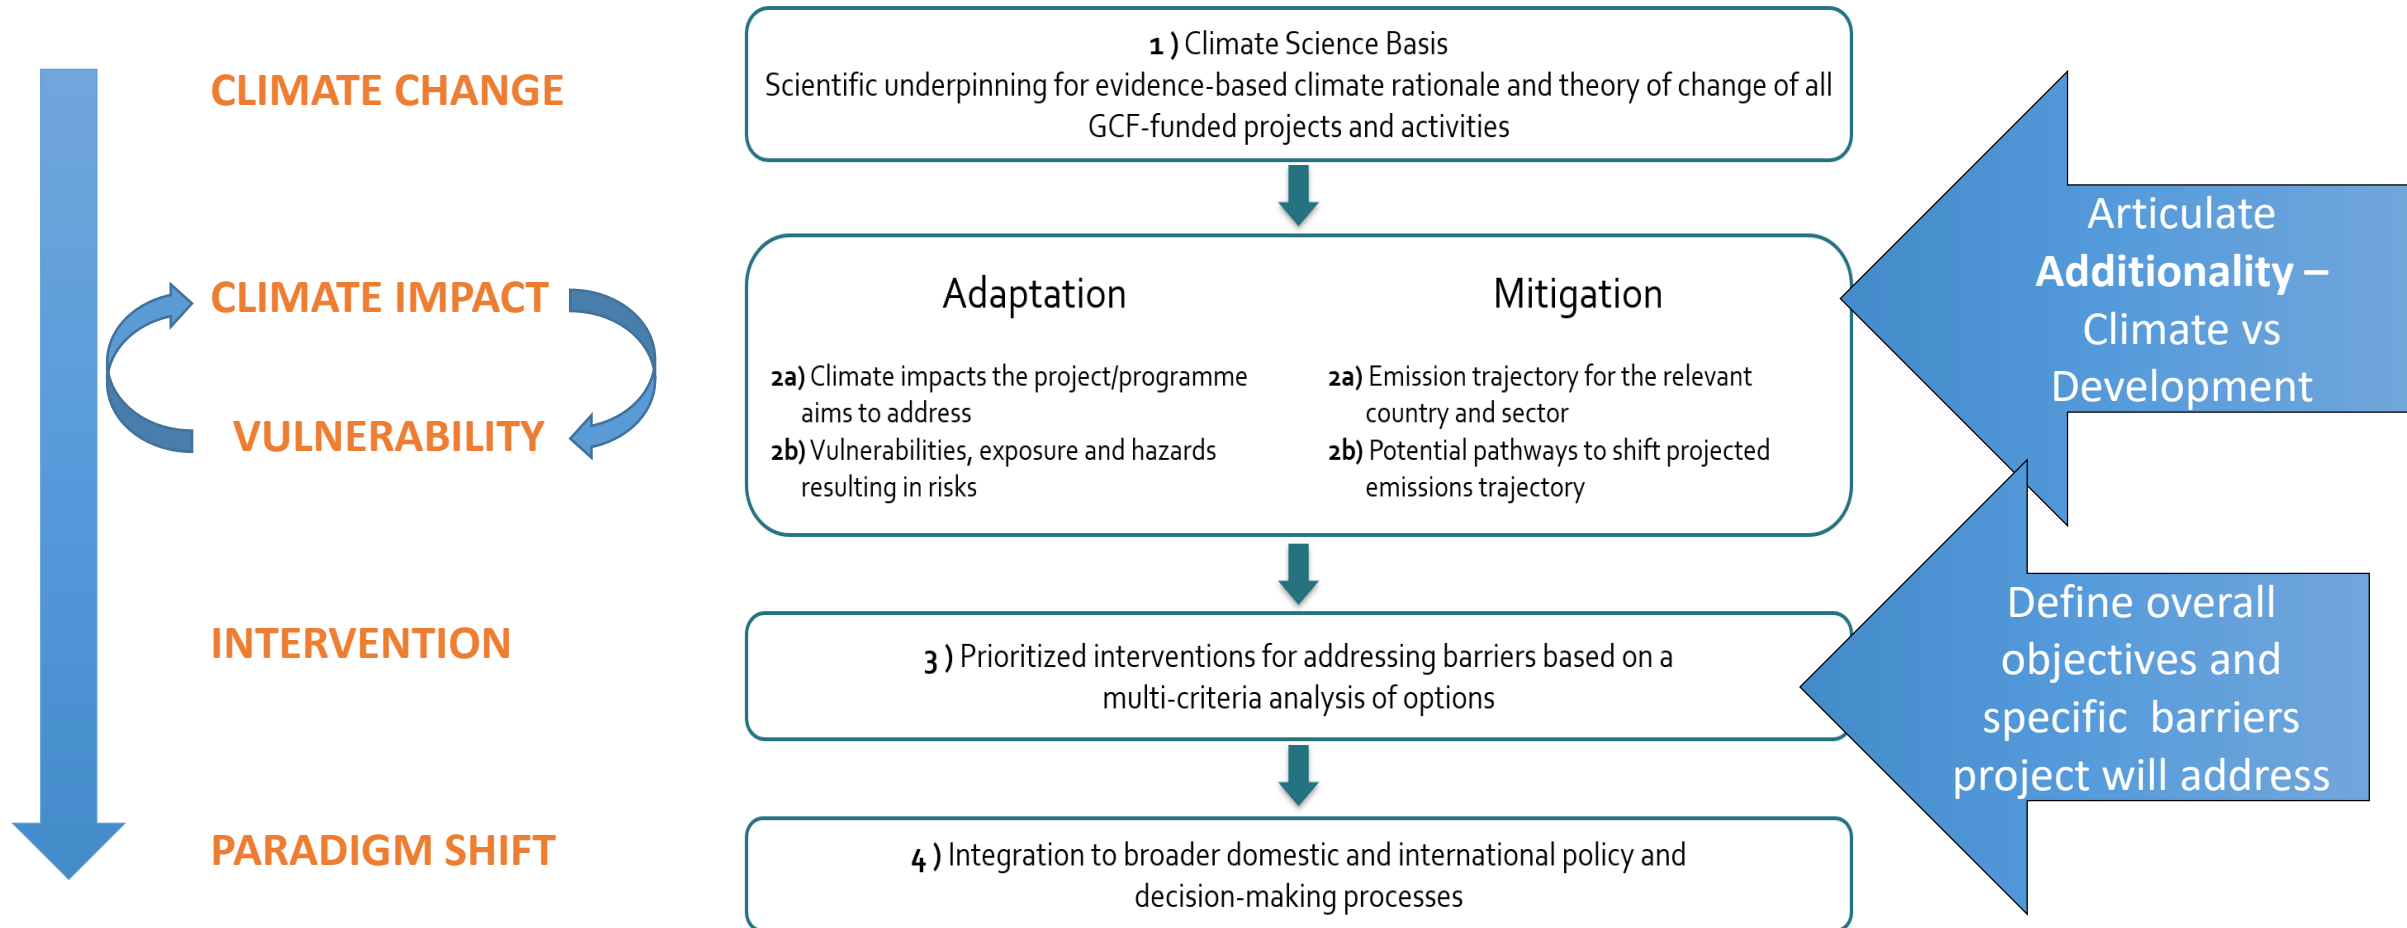 CLIMATE CHANGE
CLIMATE IMPACT
VULNERABILITY
INTERVENTION
PARADIGM SHIFT
1 ) Climate Science Basis
Scientific underpinning for evidence-based climate rationale and theory of change of all
GCF-funded projects and activities
Adaptation
2a) Climate impacts the project/programme
aims to address
2b) Vulnerabilities, exposure and hazards
resulting in risks
Mitigation
2a) Emission trajectory for the relevant
country and sector
2b) Potential pathways to shift projected
emissions trajectory
3 ) Prioritized interventions for addressing barriers based on a
multi-criteria analysis of options
4 ) Integration to broader domestic and international policy and
decision-making processes
Articulate
Additionality –
Climate vs
Development
Define overall
objectives and
specific  barriers
project will address